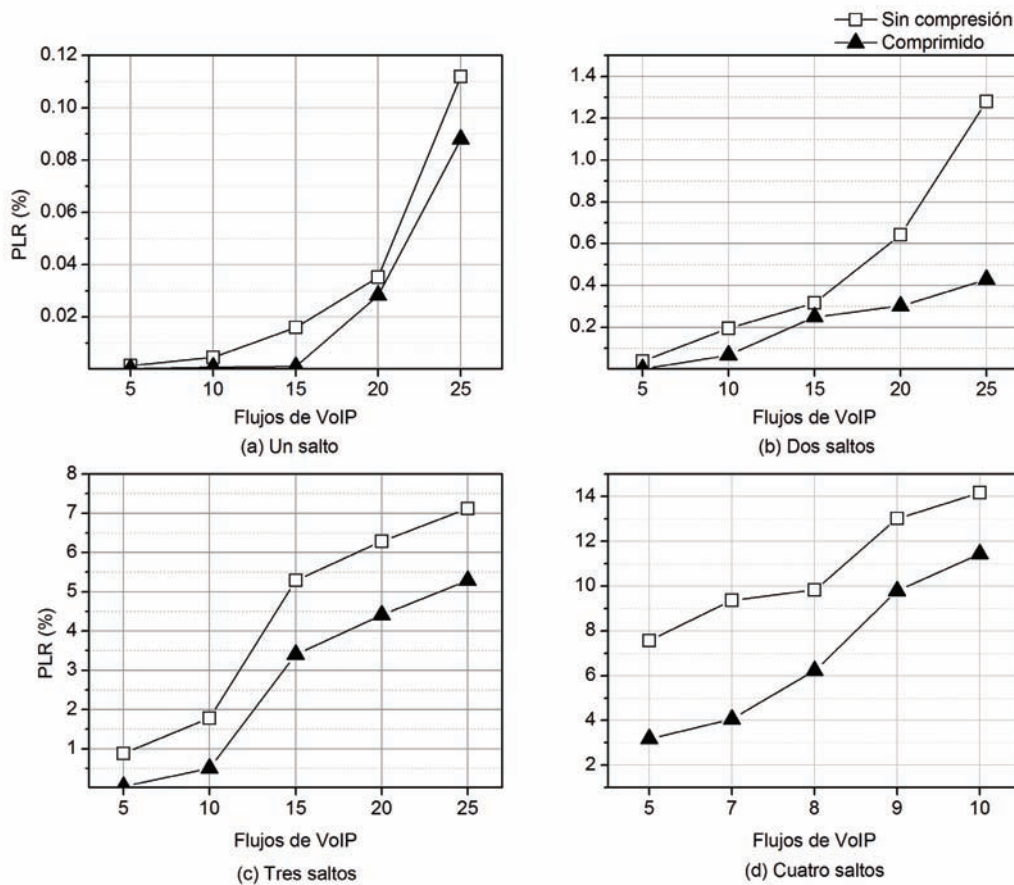 Sin compresión
Comprimido
0.12
0.10
0.08
0.06
0.04
0.02
PLR (%)
5 10 15 20 25
Flujos de VoIP
(a) Un salto
1.4
1.2
1.0
0.8
0.6
0.4
0.2
5 10 15 20 25
Flujos de VoIP
(b) Dos saltos
8
7
6
5
4
3
2
1
PLR (%)
5 10 15 20 25
Flujos de VoIP
(c) Tres saltos
14
12
10
8
6
4
2
5 7 8 9 10
Flujos de VoIP
(d) Cuatro saltos